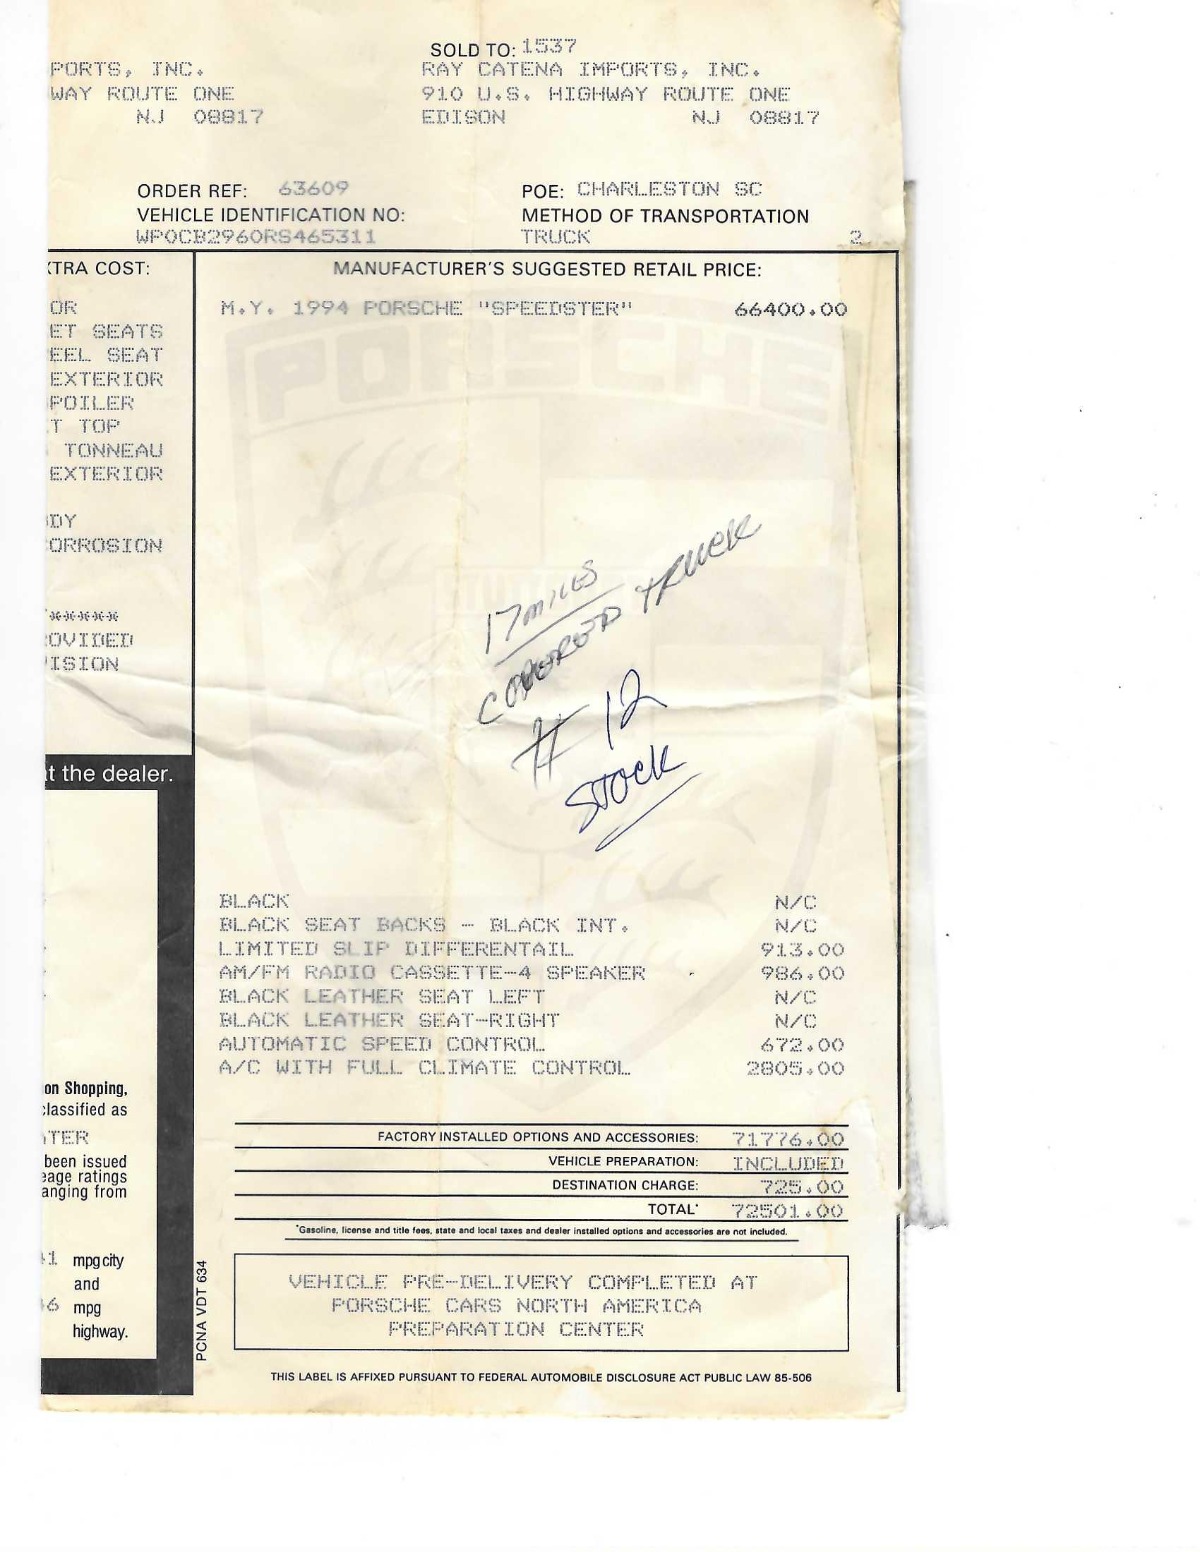 SOLD TO: 1537
PORTS, INC.
RAY CATENA IMPORTS, INC.
WAY ROUTE ONE
910 U.S. HIGHWAY ROUTE ONE
NJ 08817
EDISON NJ 08817
ORDER REF: 63609
POE: CHARLESTON SC
VEHICLE IDENTIFICATION NO:
METHOD OF TRANSPORTATION
WP0CB2960RS465311
TRUCK 2
TRA COST:
OR
ET SEATS
EEL SEAT
EXTERIOR
POILER
T TOP
TONNEAU
EXTERIOR
DY
ORROSION
*****
OVIDED
ISION
t the dealer.
on Shopping,
lassified as
TER
been issued
eage ratings
anging from
1 mpg city
and
6 mpg
highway.
MANUFACTURER'S SUGGESTED RETAIL PRICE:
M.Y. 1994 PORSCHE "SPEEDSTER" 66400.00
PORSCHE
17 MILES
COVERED TRUCK
# 12
STOCK
BLACK N/C
BLACK SEAT BACKS - BLACK INT. N/C
LIMITED SLIP DIFFERENTAIL 913.00
AM/FM RADIO CASSETTE-4 SPEAKER 986.00
BLACK LEATHER SEAT LEFT N/C
BLACK LEATHER SEAT-RIGHT N/C
AUTOMATIC SPEED CONTROL 672.00
A/C WITH FULL CLIMATE CONTROL 2805.00
FACTORY INSTALLED OPTIONS AND ACCESSORIES: 71776.00
VEHICLE PREPARATION: INCLUDED
DESTINATION CHARGE: 725.00
TOTAL* 72501.00
*Gasoline, license and title fees, state and local taxes and dealer installed options and accessories are not included.
VEHICLE PRE-DELIVERY COMPLETED AT
PORSCHE CARS NORTH AMERICA
PREPARATION CENTER
PCNA VDT 634
THIS LABEL IS AFFIXED PURSUANT TO FEDERAL AUTOMOBILE DISCLOSURE ACT PUBLIC LAW 85-506